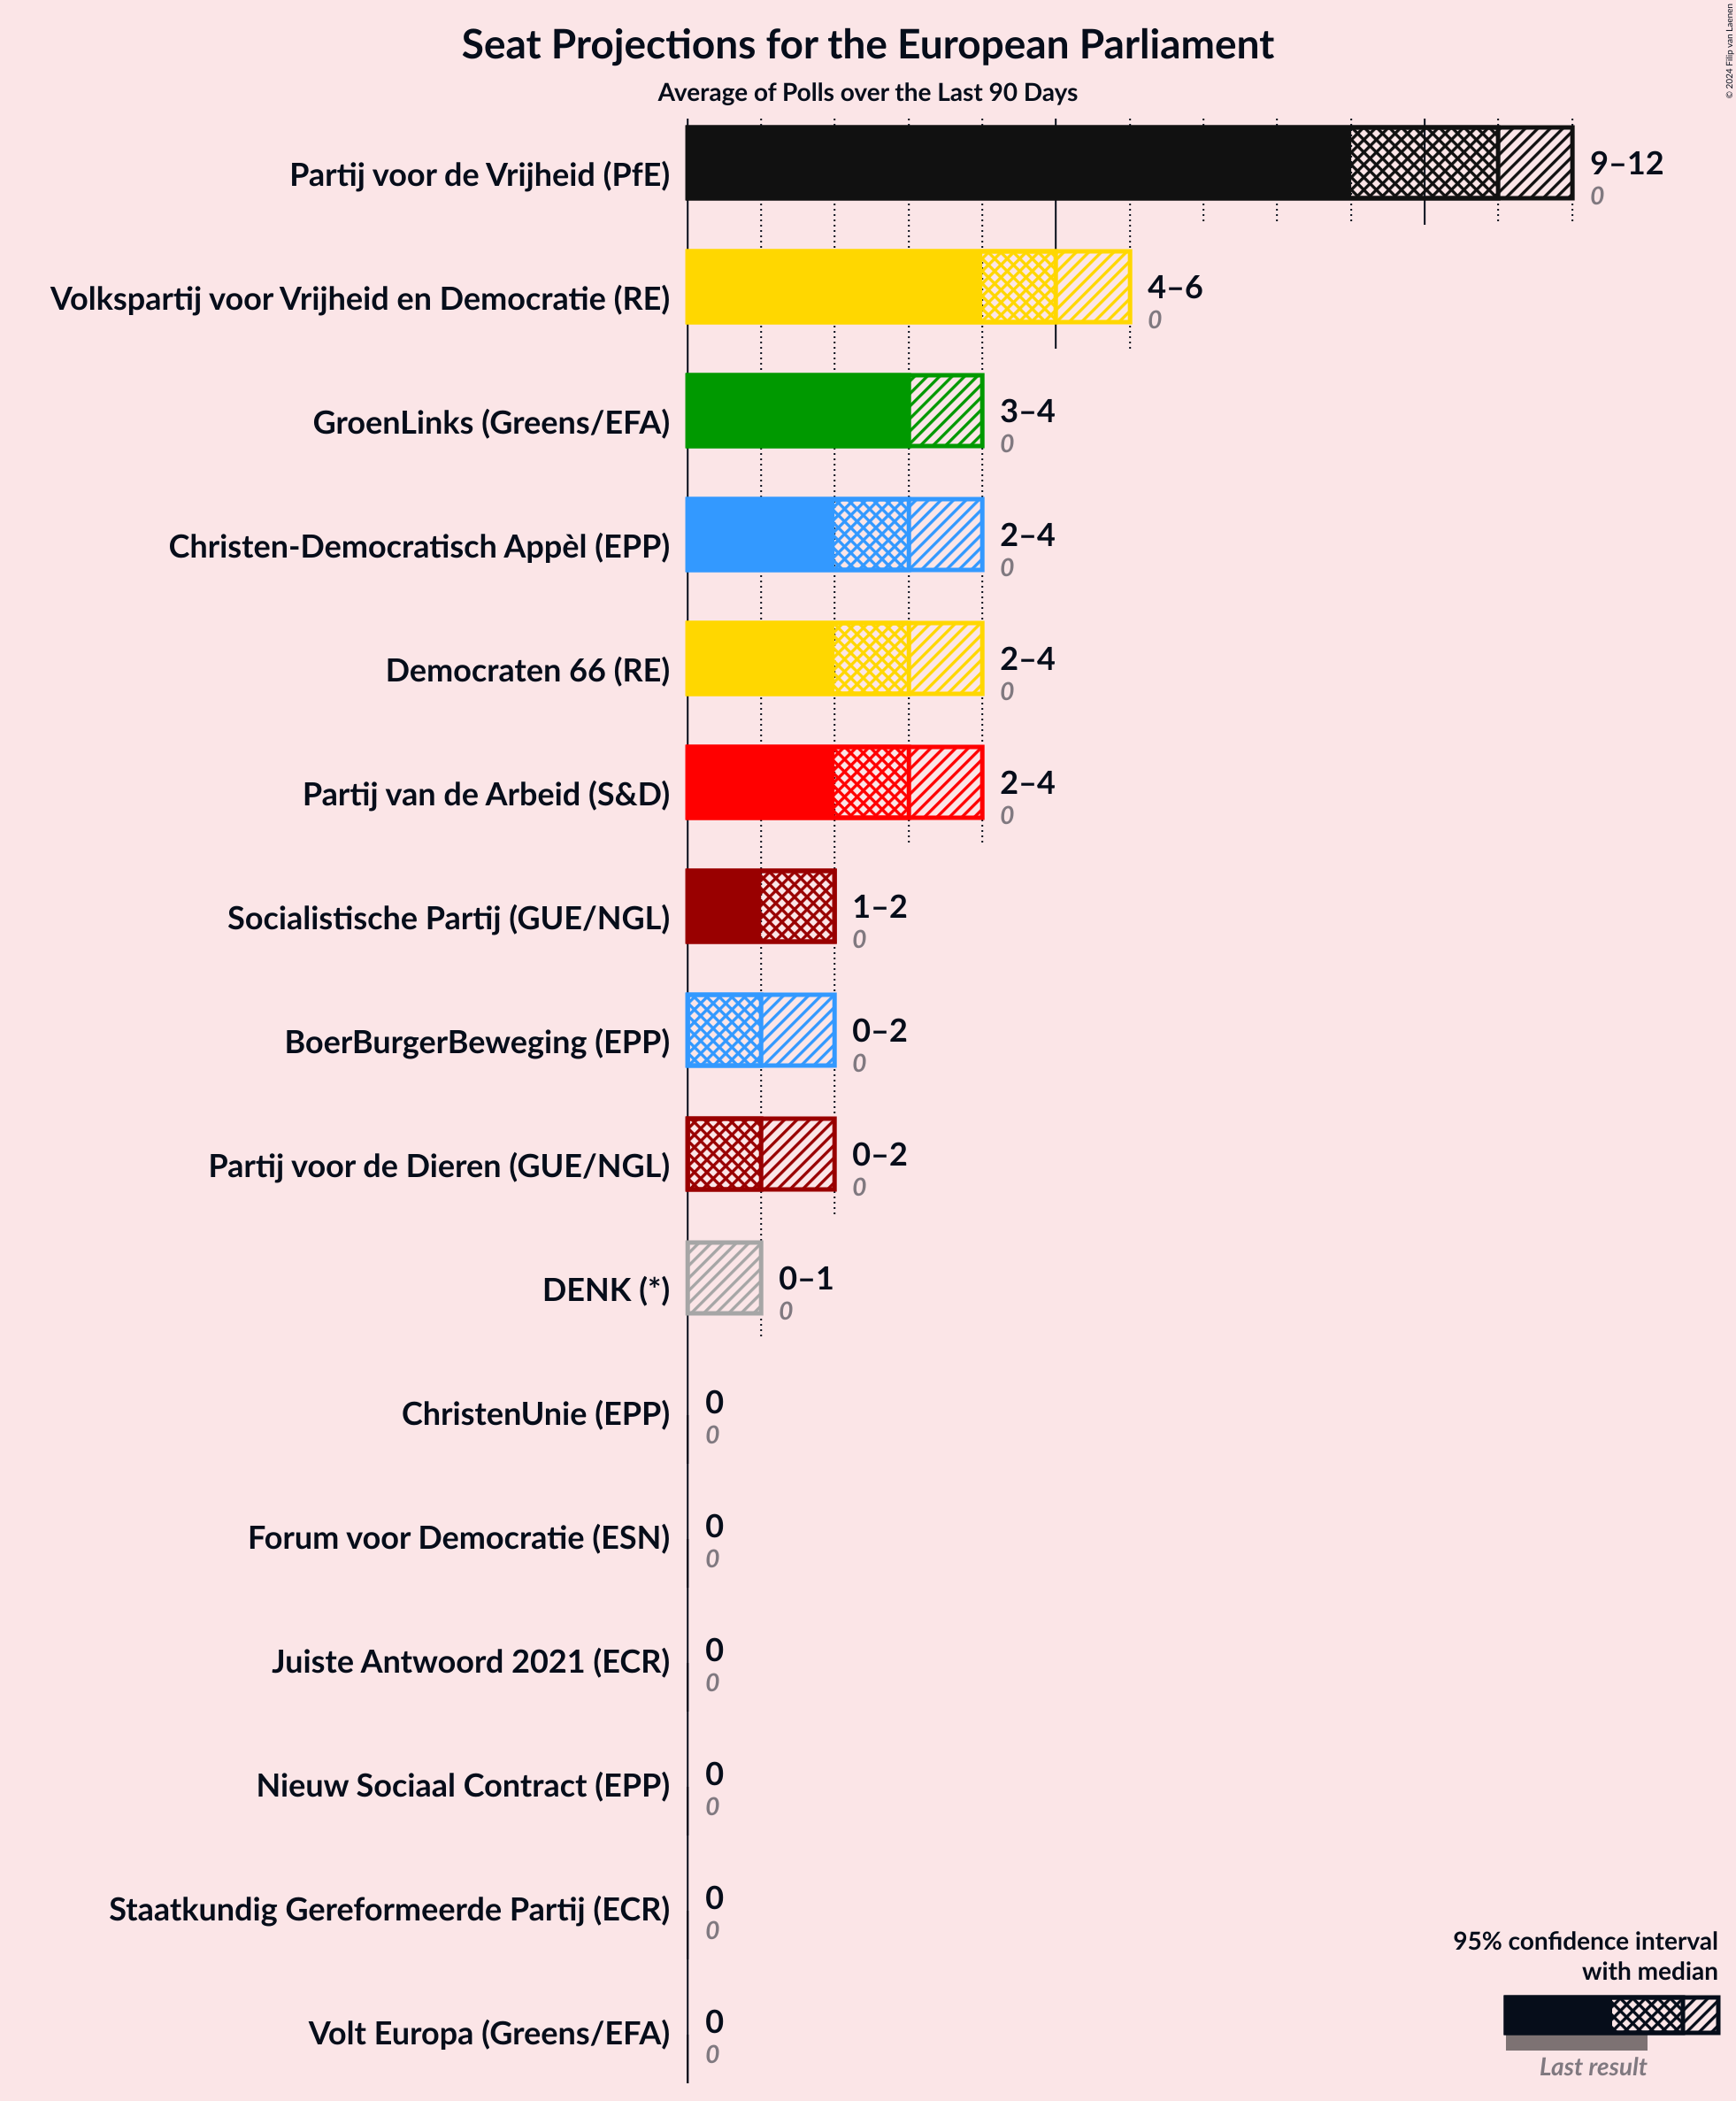 Seat Projections for the European Parliament
Average of Polls over the Last 90 Days
© 2024 Filip van Laenen
Partij voor de Vrijheid (PfE)
9–12
0
Volkspartij voor Vrijheid en Democratie (RE)
4–6
0
GroenLinks (Greens/EFA)
3–4
0
Christen-Democratisch Appèl (EPP)
2–4
0
Democraten 66 (RE)
2–4
0
Partij van de Arbeid (S&D)
2–4
0
Socialistische Partij (GUE/NGL)
1–2
0
BoerBurgerBeweging (EPP)
0–2
0
Partij voor de Dieren (GUE/NGL)
0–2
0
DENK (*)
0–1
0
ChristenUnie (EPP)
0
0
Forum voor Democratie (ESN)
0
0
Juiste Antwoord 2021 (ECR)
0
0
Nieuw Sociaal Contract (EPP)
0
0
Staatkundig Gereformeerde Partij (ECR)
0
0
Volt Europa (Greens/EFA)
0
0
95% confidence interval
with median
Last result